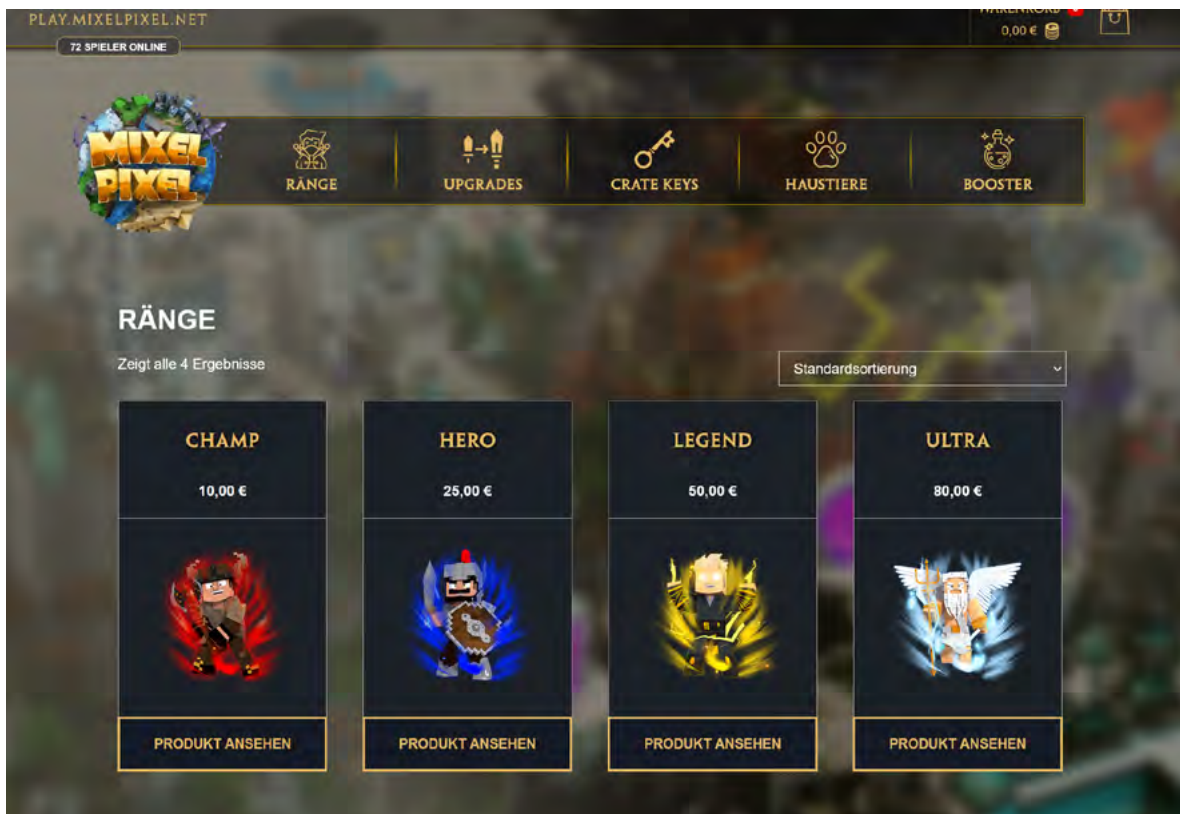 PLAY.MIXELPIXEL.NET
WARENKORB
72 SPIELER ONLINE
0,00 €
MIXEL
PIXEL
RÄNGE
UPGRADES
CRATE KEYS
HAUSTIERE
BOOSTER
RÄNGE
Zeigt alle 4 Ergebnisse
Standardsortierung
CHAMP
HERO
LEGEND
ULTRA
10,00 €
25,00 €
50,00 €
80,00 €
PRODUKT ANSEHEN
PRODUKT ANSEHEN
PRODUKT ANSEHEN
PRODUKT ANSEHEN